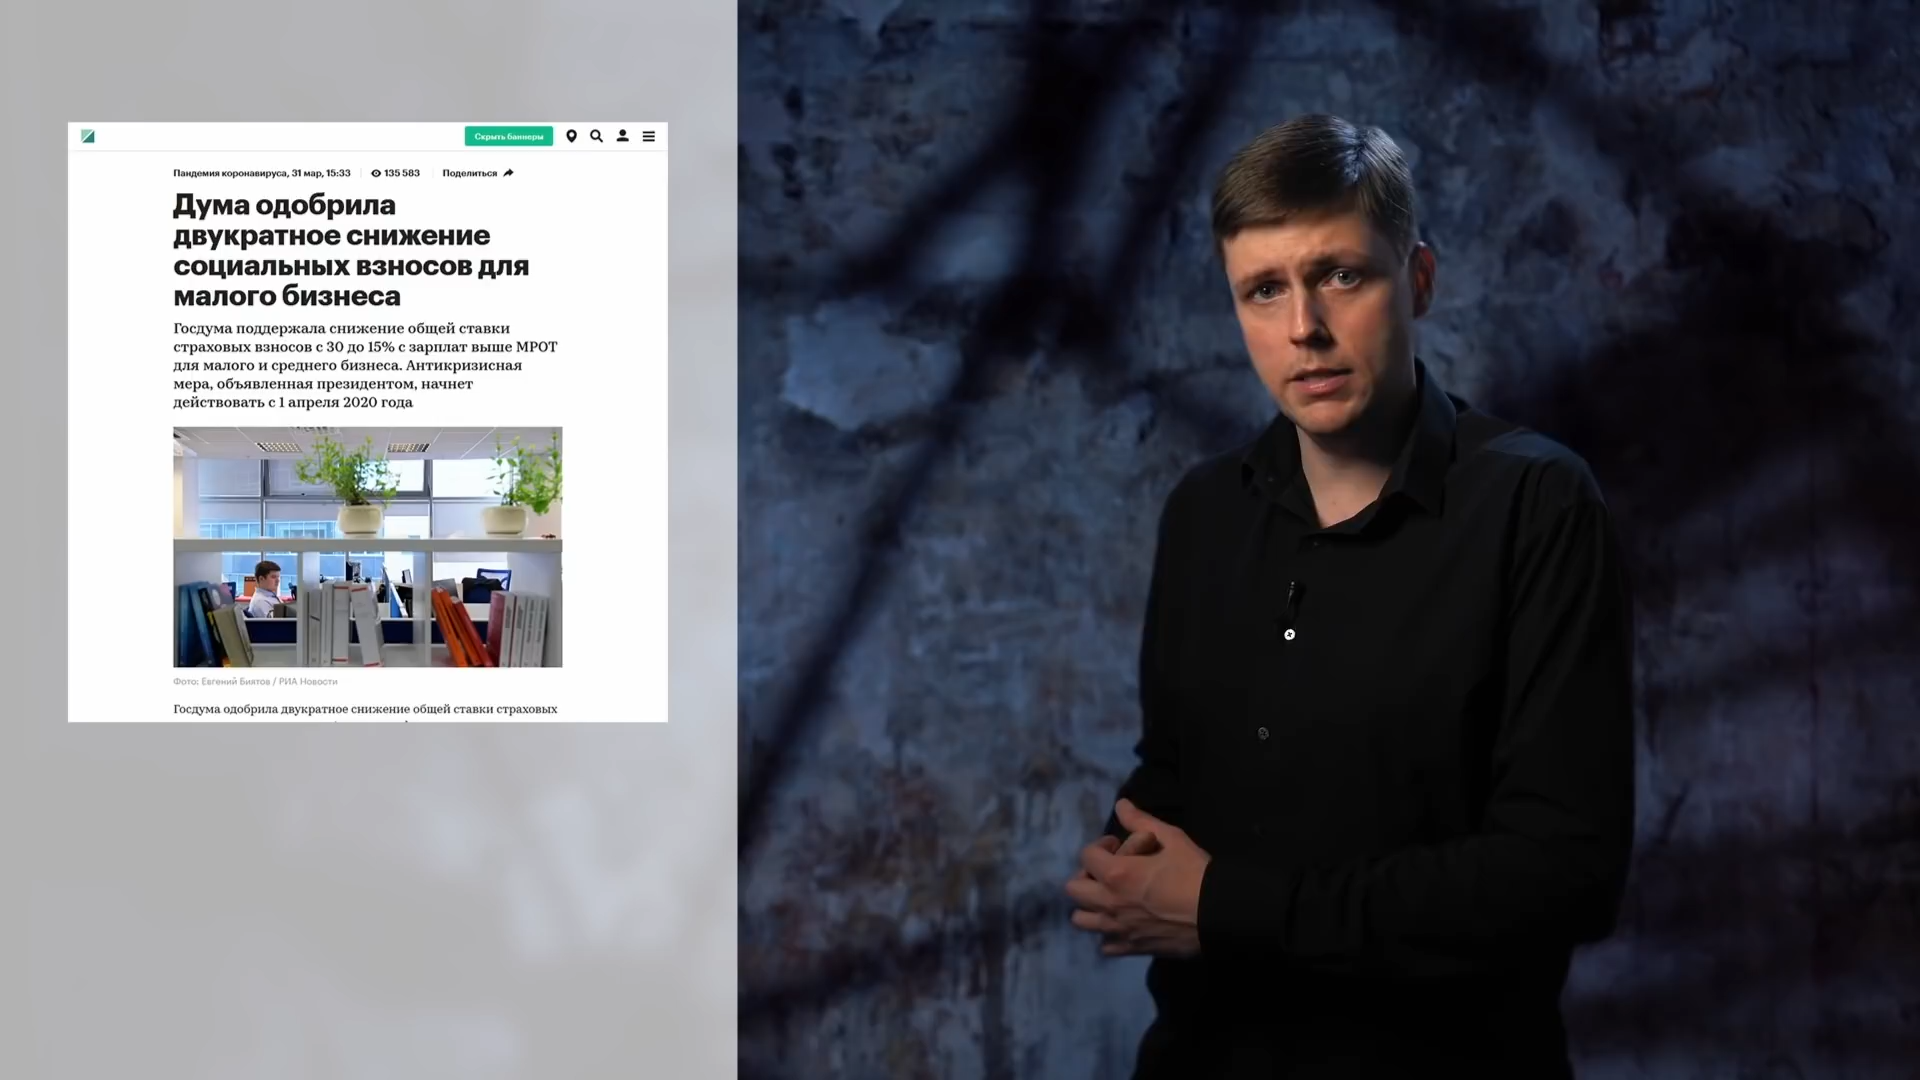 Скрыть баннеры
Пандемия коронавируса, 31 мар, 15:33 135 583 Поделиться
Дума одобрила
двукратное снижение
социальных взносов для
малого бизнеса
Госдума поддержала снижение общей ставки
страховых взносов с 30 до 15% с зарплат выше МРОТ
для малого и среднего бизнеса. Антикризисная
мера, объявленная президентом, начнет
действовать с 1 апреля 2020 года
Фото: Евгений Биятов / РИА Новости
Госдума одобрила двукратное снижение общей ставки страховых